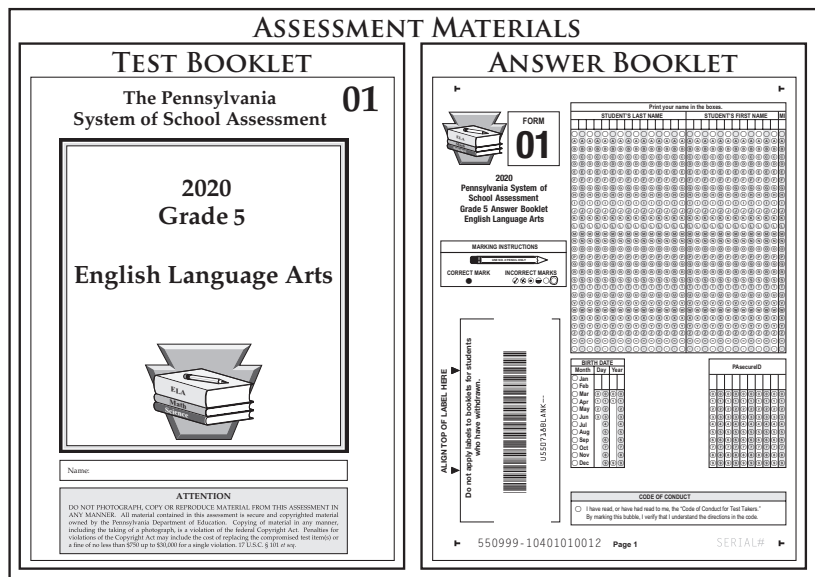 ASSESSMENT MATERIALS
TEST BOOKLET
The Pennsylvania
System of School Assessment
01
2020
Grade 5
English Language Arts
ELA
Math
Science
Name:
ATTENTION
DO NOT PHOTOGRAPH, COPY OR REPRODUCE MATERIAL FROM THIS ASSESSMENT IN
ANY MANNER. All material contained in this assessment is secure and copyrighted material
owned by the Pennsylvania Department of Education. Copying of material in any manner,
including the taking of a photograph, is a violation of the federal Copyright Act. Penalties for
violations of the Copyright Act may include the cost of replacing the compromised test item(s) or
a fine of no less than $750 up to $30,000 for a single violation. 17 U.S.C. § 101 et seq.
ANSWER BOOKLET
FORM
01
2020
Pennsylvania System of
School Assessment
Grade 5 Answer Booklet
English Language Arts
MARKING INSTRUCTIONS
CORRECT MARK INCORRECT MARKS
ALIGN TOP OF LABEL HERE
Do not apply labels to booklets for students
who have withdrawn.
Print your name in the boxes.
STUDENT'S LAST NAME STUDENT'S FIRST NAME MI
BIRTH DATE
Month Day Year
Jan
Feb
Mar
Apr
May
Jun
Jul
Aug
Sep
Oct
Nov
Dec
PAsecureID
CODE OF CONDUCT
I have read, or have had read to me, the "Code of Conduct for Test Takers."
By marking this bubble, I verify that I understand the directions in the code.
550999-10401010012 Page 1 SERIAL#